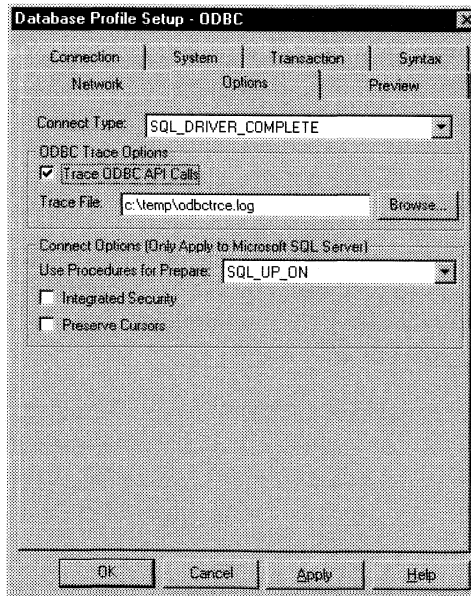 Database Profile Setup - ODBC
Connection System Transaction Syntax
Network Options Preview
Connect Type: SQL_DRIVER_COMPLETE
ODBC Trace Options
Trace ODBC API Calls
Trace File: c:\temp\odbctrce.log Browse...
Connect Options (Only Apply to Microsoft SQL Server)
Use Procedures for Prepare: SQL_UP_ON
Integrated Security
Preserve Cursors
OK Cancel Apply Help